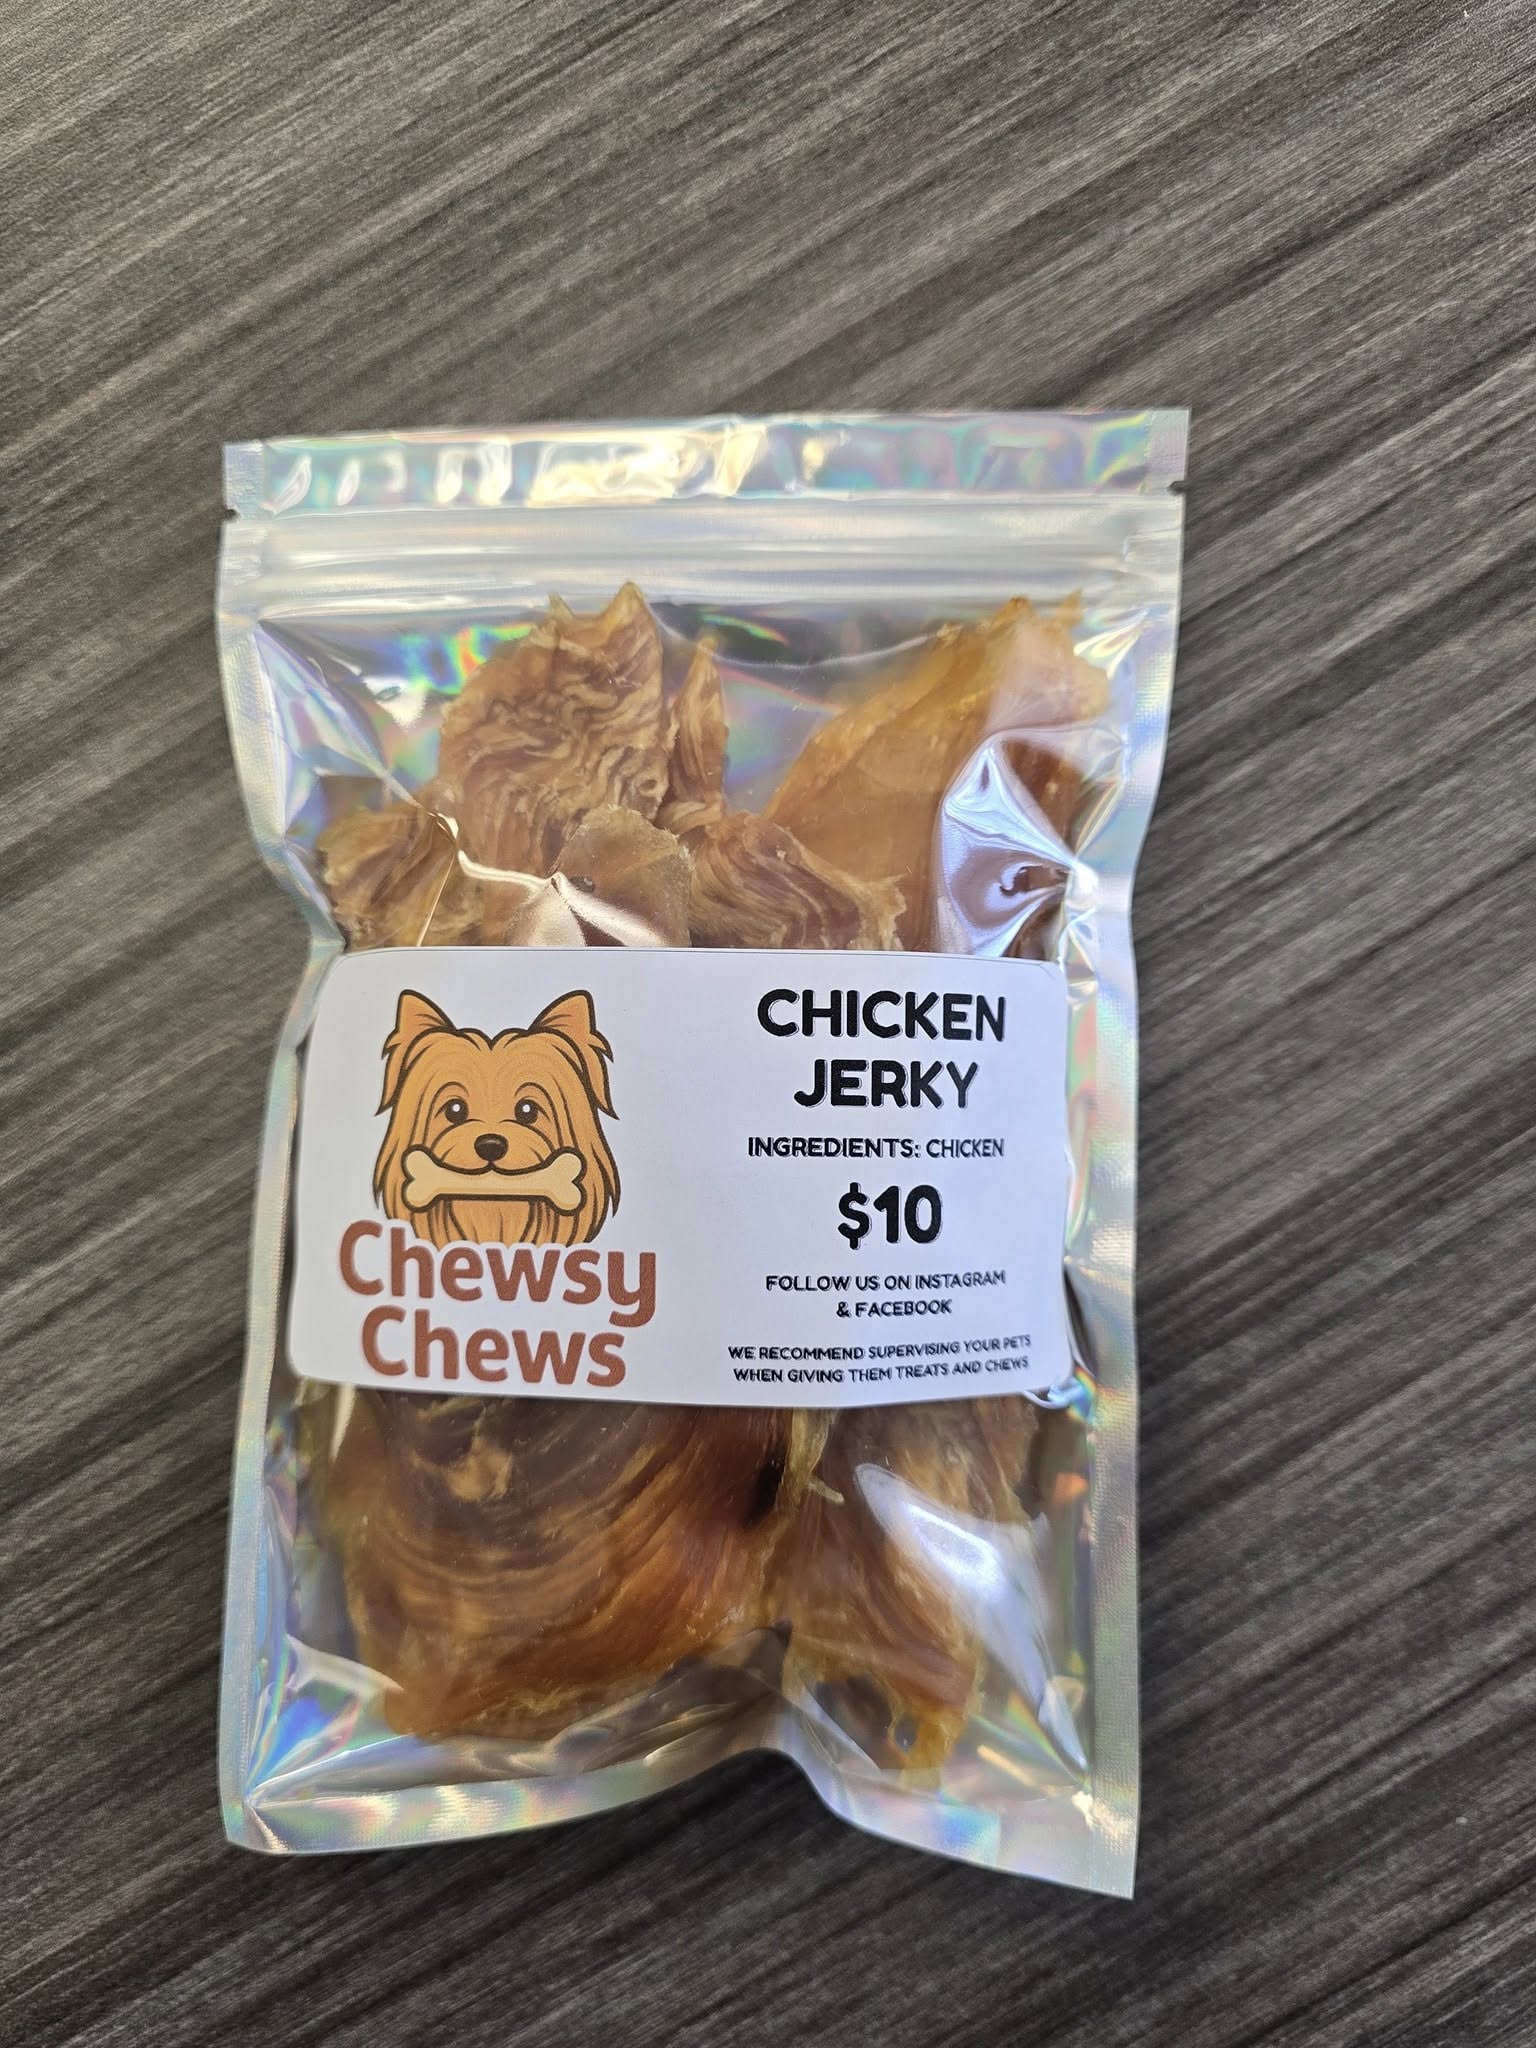 Chewsy
Chews
CHICKEN
JERKY
INGREDIENTS: CHICKEN
$10
FOLLOW US ON INSTAGRAM
& FACEBOOK
WE RECOMMEND SUPERVISING YOUR PETS
WHEN GIVING THEM TREATS AND CHEWS